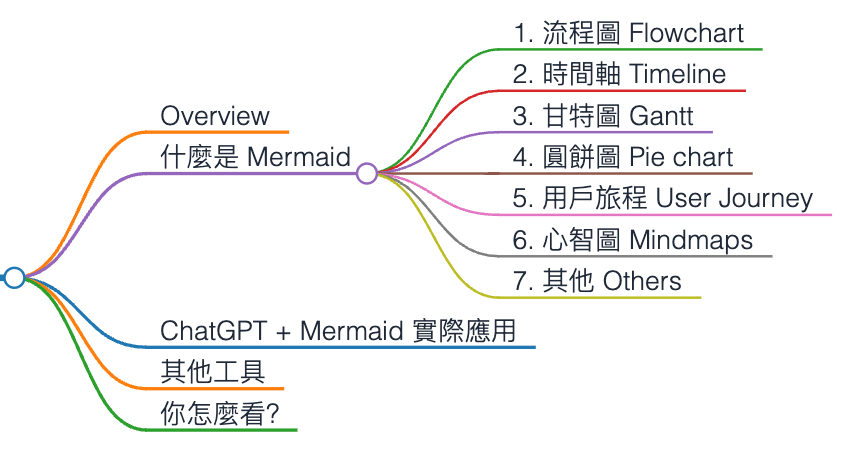 Overview
什麼是 Mermaid
1. 流程圖 Flowchart
2. 時間軸 Timeline
3. 甘特圖 Gantt
4. 圓餅圖 Pie chart
5. 用戶旅程 User Journey
6. 心智圖 Mindmaps
7. 其他 Others
ChatGPT + Mermaid 實際應用
其他工具
你怎麼看?